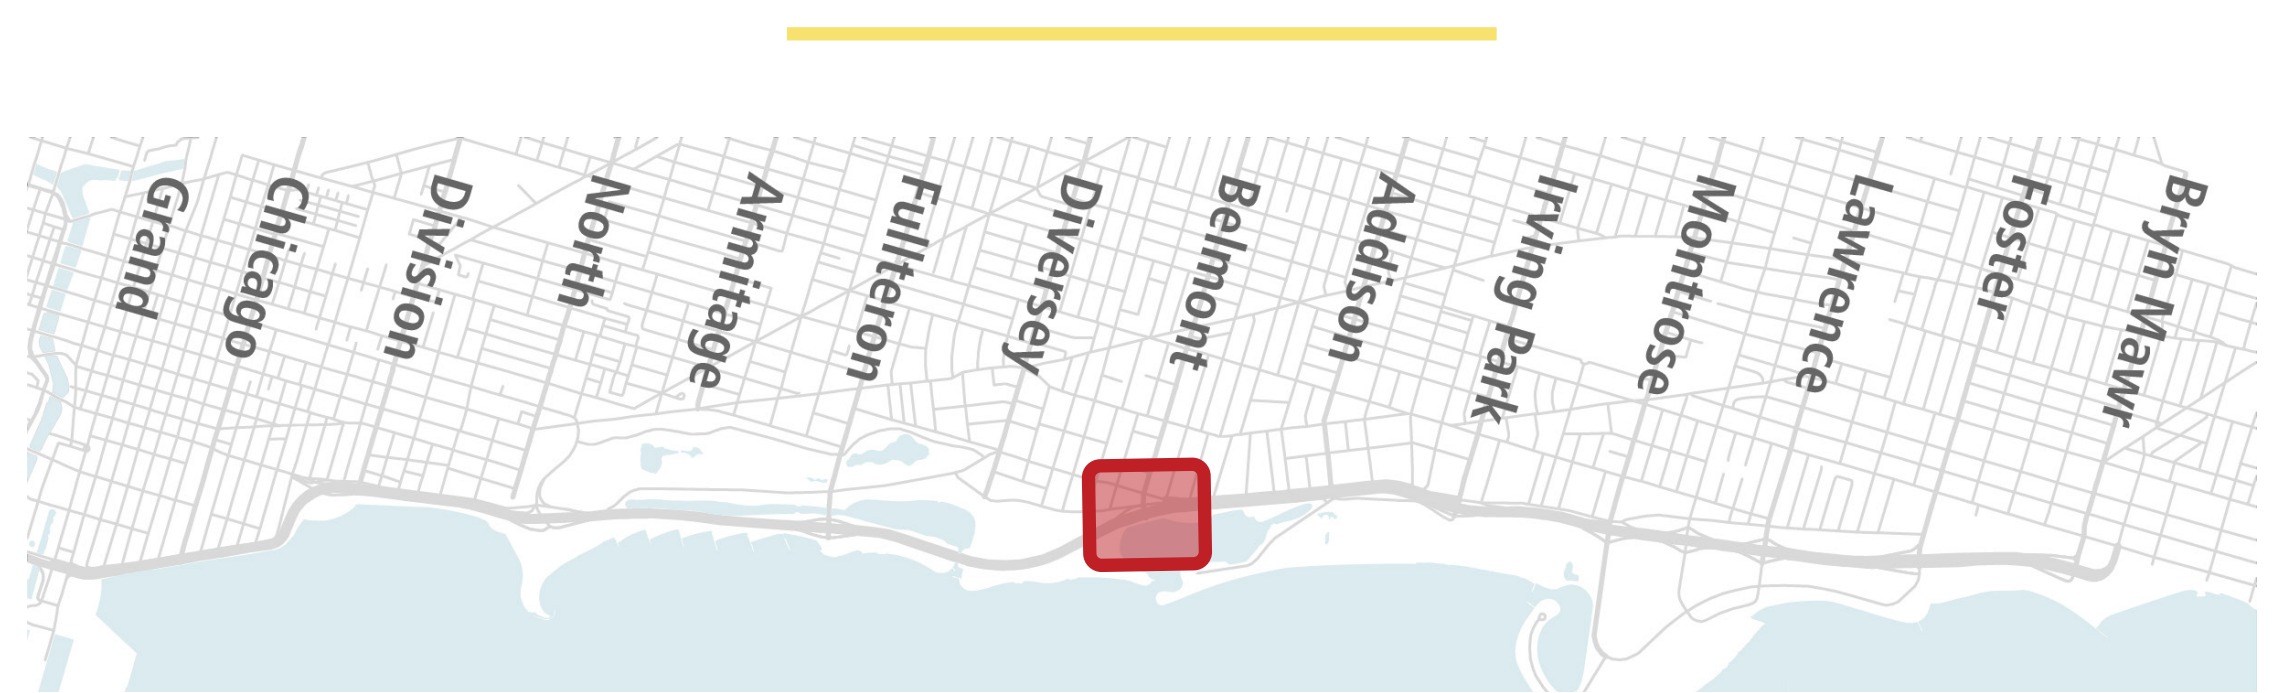 Grand
Chicago
Division
North
Armitage
Fullteron
Diversey
Belmont
Addison
Irving Park
Montrose
Lawrence
Foster
Bryn Mawr